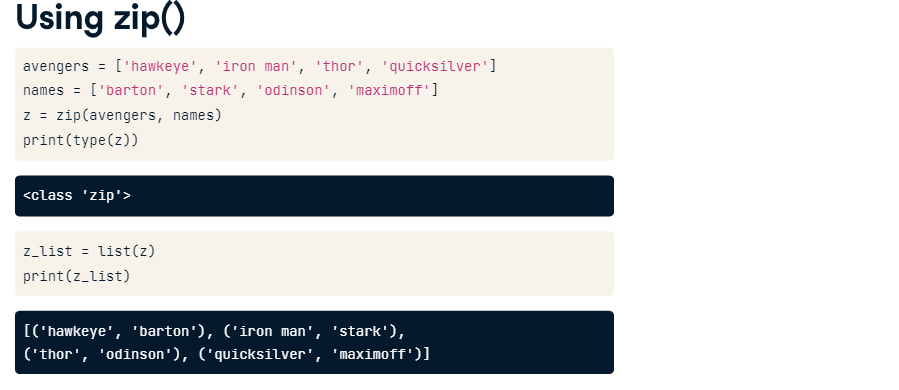 Using zip()
avengers = ['hawkeye', 'iron man', 'thor', 'quicksilver']
names = ['barton', 'stark', 'odinson', 'maximoff']
z = zip(avengers, names)
print(type(z))
<class 'zip'>
z_list = list(z)
print(z_list)
[('hawkeye', 'barton'), ('iron man', 'stark'),
('thor', 'odinson'), ('quicksilver', 'maximoff')]